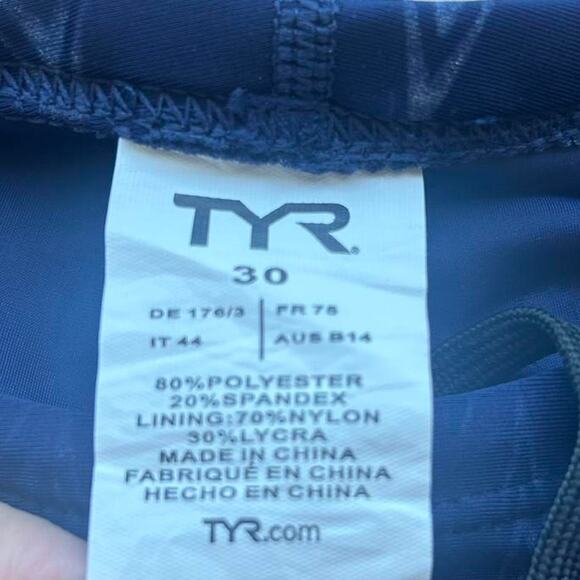 TYR
30
DE 176/3 FR 75
IT 44 AUS B14
80%POLYESTER
20%SPANDEX
LINING:70%NYLON
30%LYCRA
MADE IN CHINA
FABRIQUÉ EN CHINA
HECHO EN CHINA
TYR.com